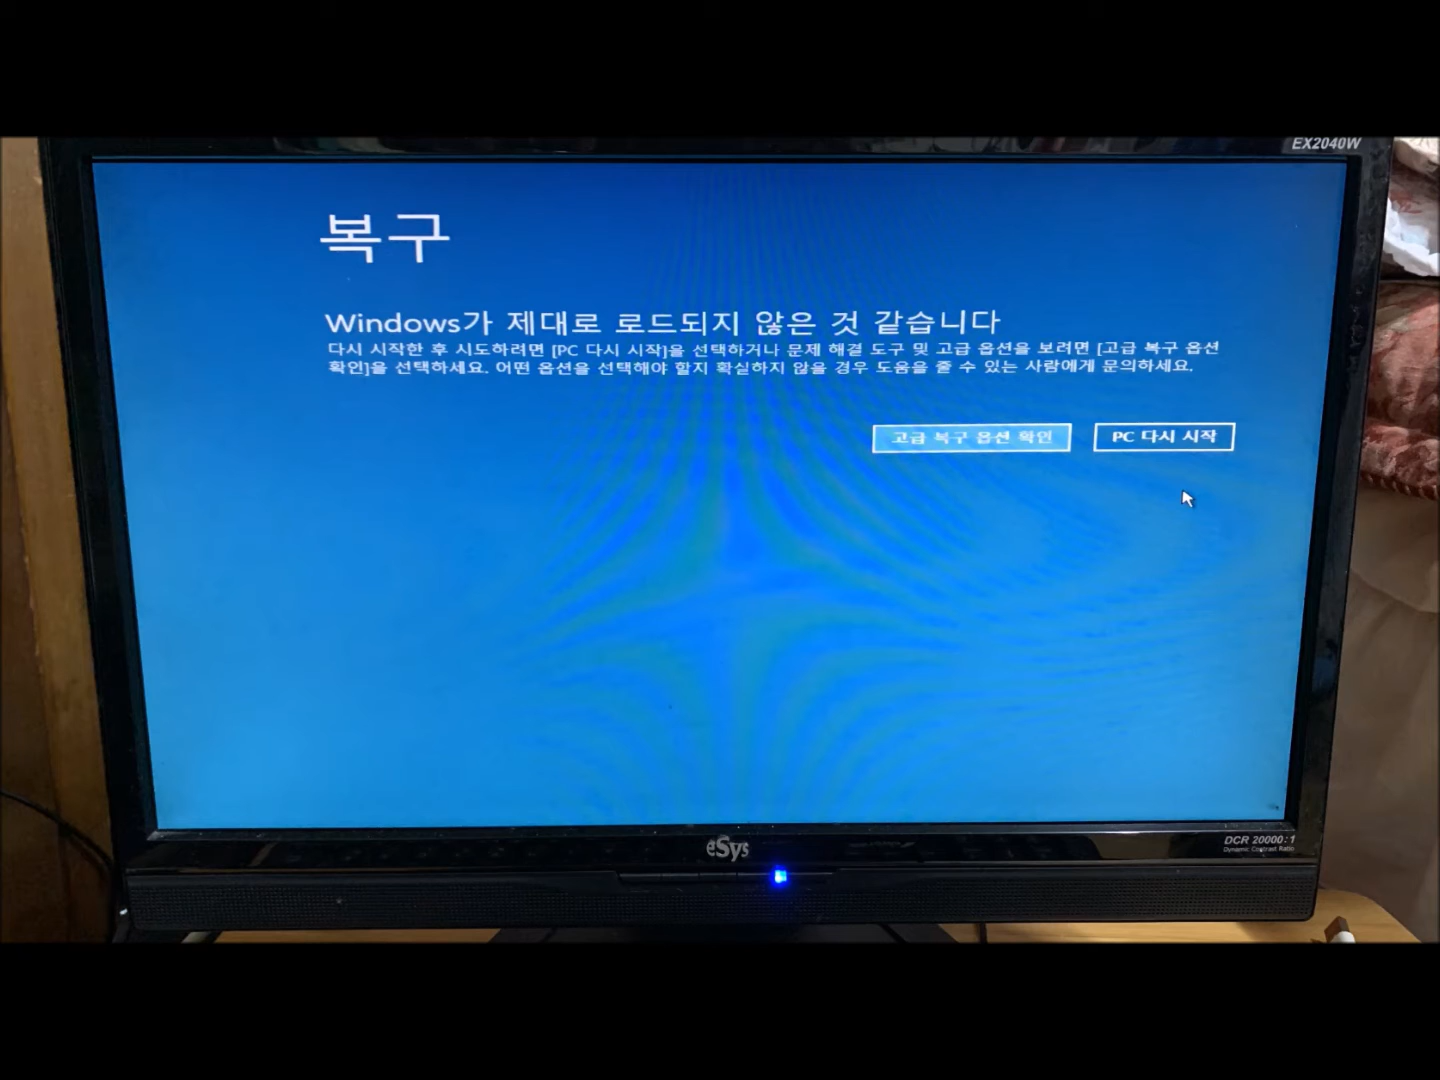 EX2040W
복구
Windows가 제대로 로드되지 않은 것 같습니다
다시 시작한 후 시도하려면 [PC 다시 시작]을 선택하거나 문제 해결 도구 및 고급 옵션을 보려면 [고급 복구 옵션
확인]을 선택하세요. 어떤 옵션을 선택해야 할지 확실하지 않을 경우 도움을 줄 수 있는 사람에게 문의하세요.
고급 복구 옵션 확인
PC 다시 시작
eSys
DCR 20000:1
Dynamic Contrast Ratio